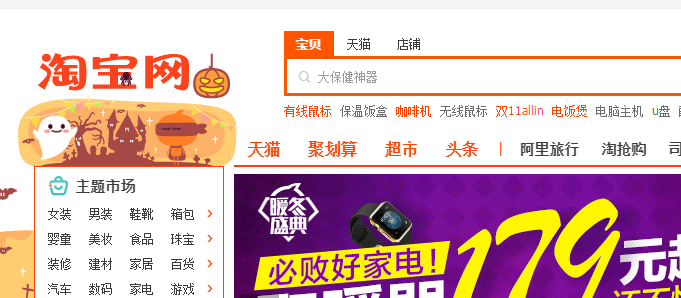 宝贝 天猫 店铺
淘宝网
大保健神器
有线鼠标 保温饭盒 咖啡机 无线鼠标 双11allin 电饭煲 电脑主机 u盘
天猫 聚划算 超市 头条 | 阿里旅行 淘抢购 司
主题市场
女装 男装 鞋靴 箱包 >
婴童 美妆 食品 珠宝 >
装修 建材 家居 百货 >
汽车 数码 家电 游戏 >
暖冬
盛典
必败好家电!
179元起